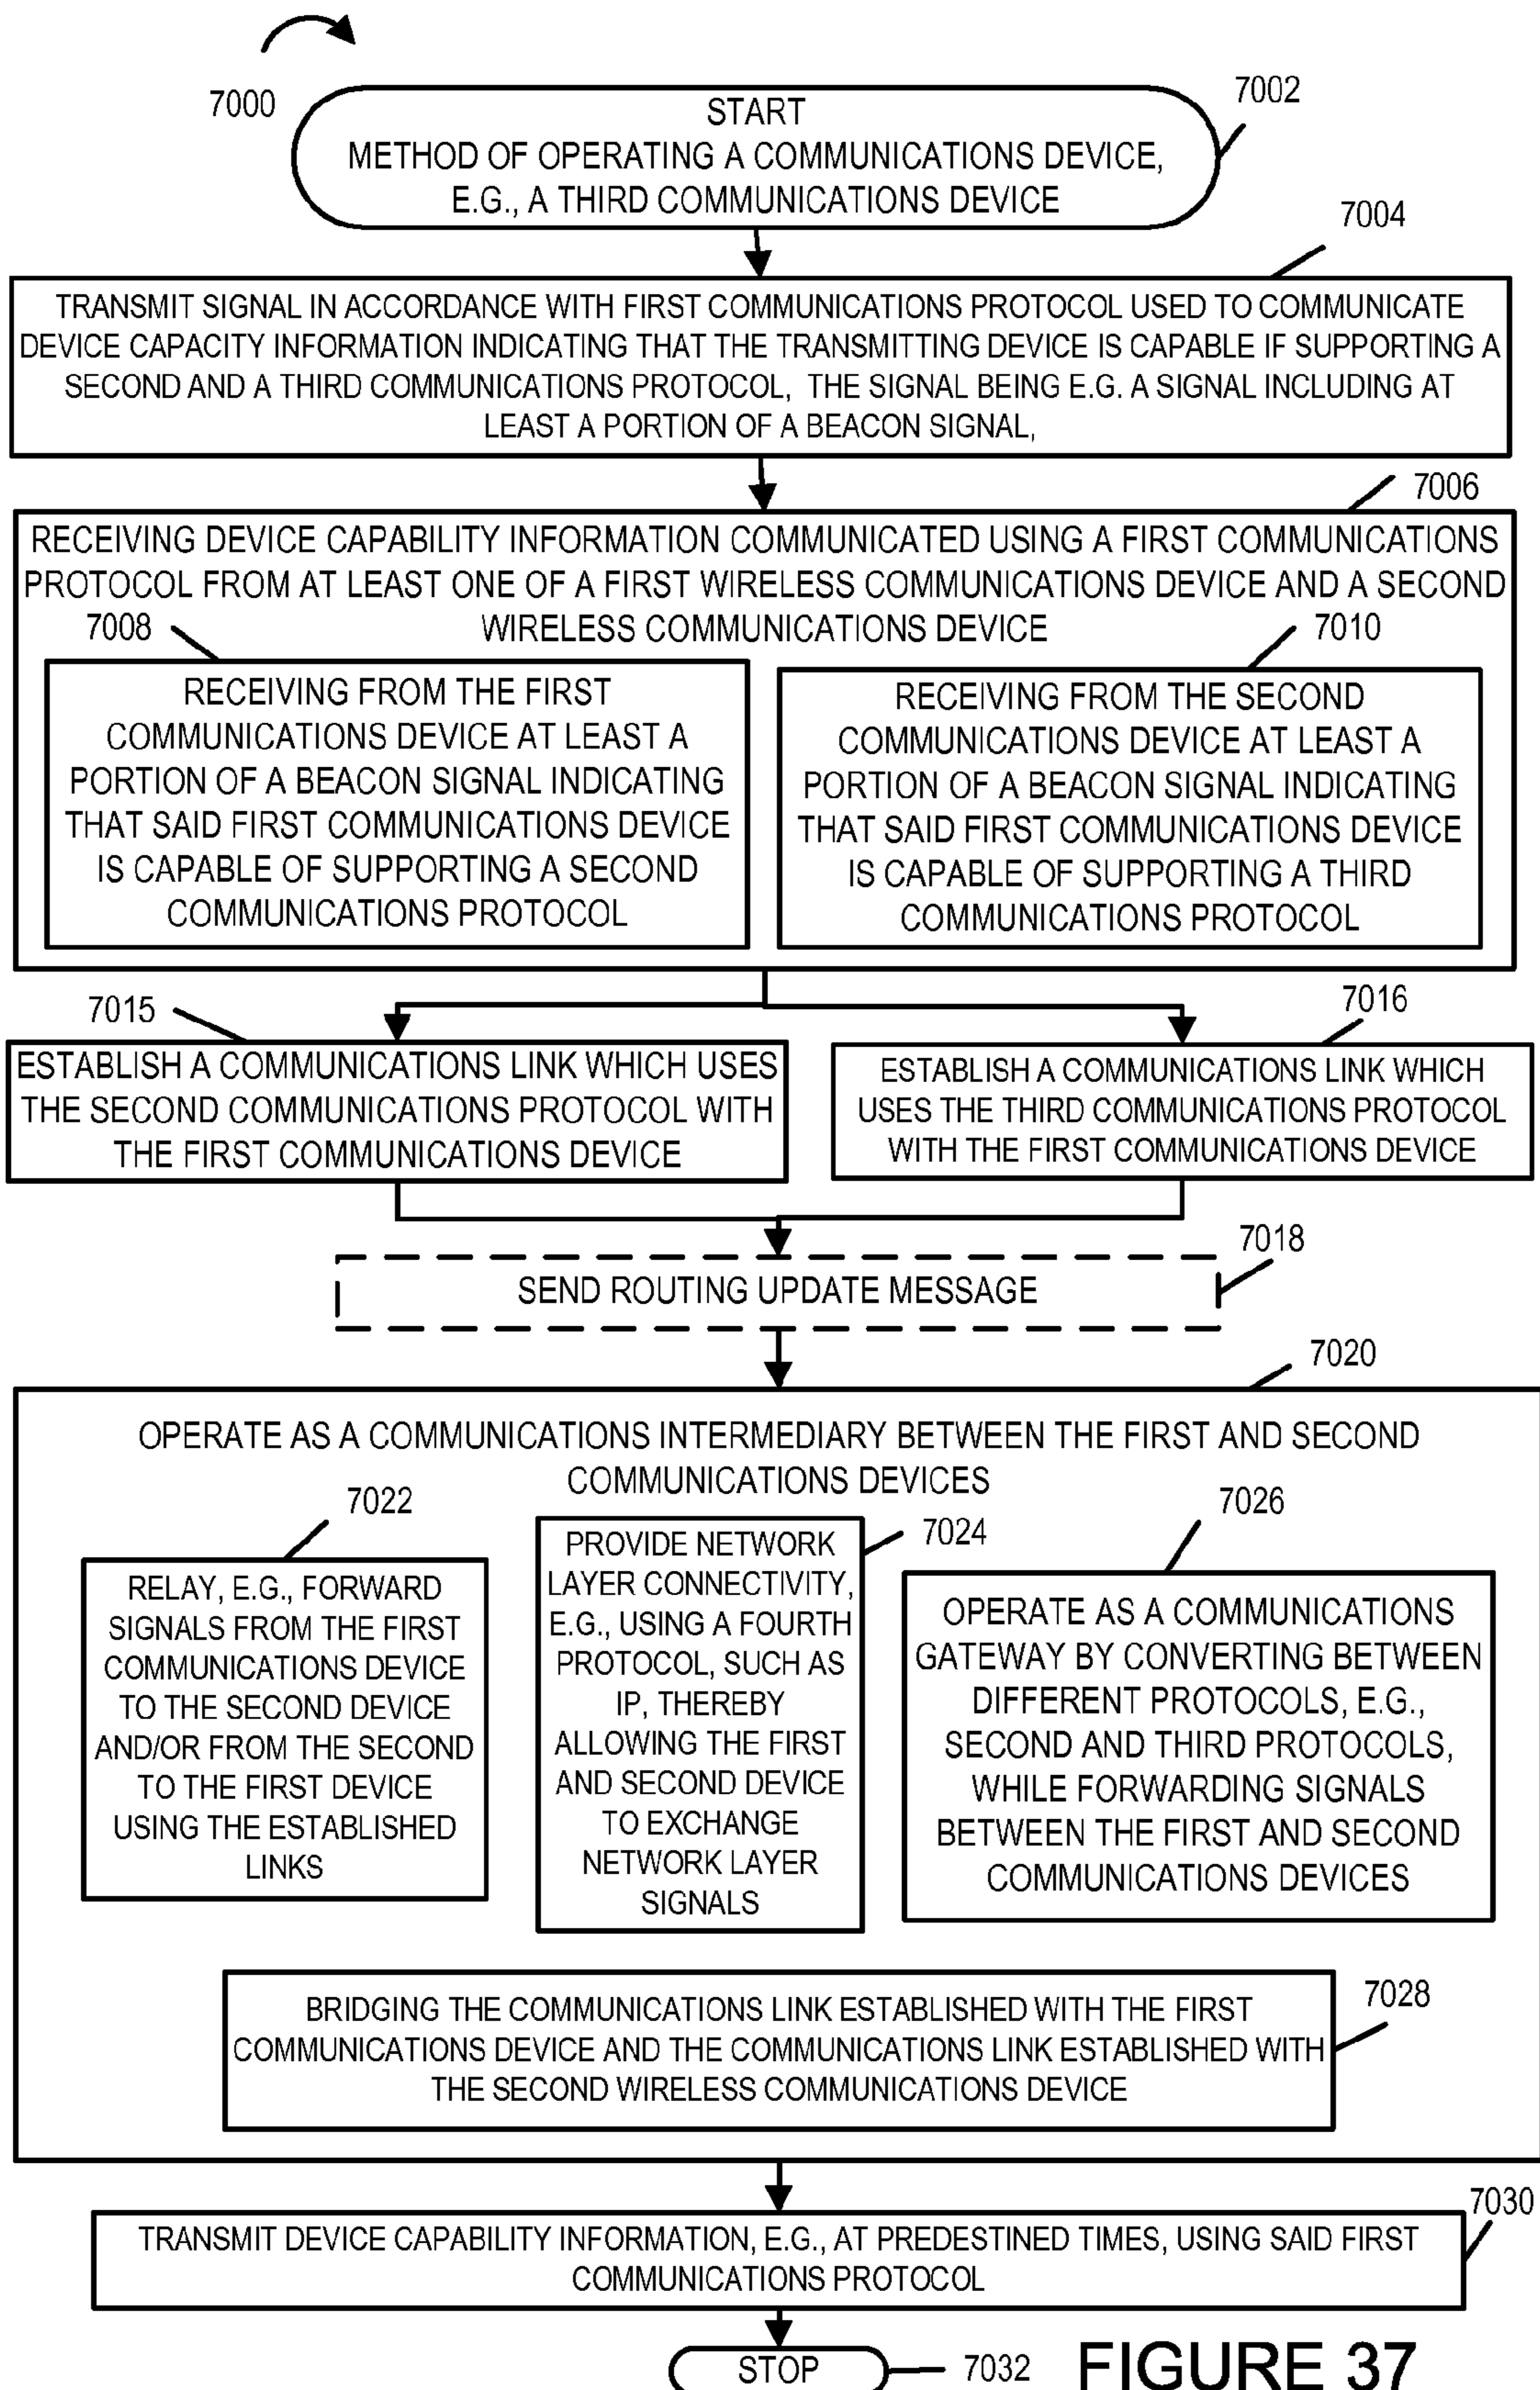 7000
START
7002
METHOD OF OPERATING A COMMUNICATIONS DEVICE,
E.G., A THIRD COMMUNICATIONS DEVICE
7004
TRANSMIT SIGNAL IN ACCORDANCE WITH FIRST COMMUNICATIONS PROTOCOL USED TO COMMUNICATE
DEVICE CAPACITY INFORMATION INDICATING THAT THE TRANSMITTING DEVICE IS CAPABLE IF SUPPORTING A
SECOND AND A THIRD COMMUNICATIONS PROTOCOL, THE SIGNAL BEING E.G. A SIGNAL INCLUDING AT
LEAST A PORTION OF A BEACON SIGNAL,
7006
RECEIVING DEVICE CAPABILITY INFORMATION COMMUNICATED USING A FIRST COMMUNICATIONS
PROTOCOL FROM AT LEAST ONE OF A FIRST WIRELESS COMMUNICATIONS DEVICE AND A SECOND
WIRELESS COMMUNICATIONS DEVICE
7008
RECEIVING FROM THE FIRST
COMMUNICATIONS DEVICE AT LEAST A
PORTION OF A BEACON SIGNAL INDICATING
THAT SAID FIRST COMMUNICATIONS DEVICE
IS CAPABLE OF SUPPORTING A SECOND
COMMUNICATIONS PROTOCOL
7010
RECEIVING FROM THE SECOND
COMMUNICATIONS DEVICE AT LEAST A
PORTION OF A BEACON SIGNAL INDICATING
THAT SAID FIRST COMMUNICATIONS DEVICE
IS CAPABLE OF SUPPORTING A THIRD
COMMUNICATIONS PROTOCOL
7015
ESTABLISH A COMMUNICATIONS LINK WHICH USES
THE SECOND COMMUNICATIONS PROTOCOL WITH
THE FIRST COMMUNICATIONS DEVICE
7016
ESTABLISH A COMMUNICATIONS LINK WHICH
USES THE THIRD COMMUNICATIONS PROTOCOL
WITH THE FIRST COMMUNICATIONS DEVICE
7018
SEND ROUTING UPDATE MESSAGE
7020
OPERATE AS A COMMUNICATIONS INTERMEDIARY BETWEEN THE FIRST AND SECOND
COMMUNICATIONS DEVICES
7022
RELAY, E.G., FORWARD
SIGNALS FROM THE FIRST
COMMUNICATIONS DEVICE
TO THE SECOND DEVICE
AND/OR FROM THE SECOND
TO THE FIRST DEVICE
USING THE ESTABLISHED
LINKS
7024
PROVIDE NETWORK
LAYER CONNECTIVITY,
E.G., USING A FOURTH
PROTOCOL, SUCH AS
IP, THEREBY
ALLOWING THE FIRST
AND SECOND DEVICE
TO EXCHANGE
NETWORK LAYER
SIGNALS
7026
OPERATE AS A COMMUNICATIONS
GATEWAY BY CONVERTING BETWEEN
DIFFERENT PROTOCOLS, E.G.,
SECOND AND THIRD PROTOCOLS,
WHILE FORWARDING SIGNALS
BETWEEN THE FIRST AND SECOND
COMMUNICATIONS DEVICES
7028
BRIDGING THE COMMUNICATIONS LINK ESTABLISHED WITH THE FIRST
COMMUNICATIONS DEVICE AND THE COMMUNICATIONS LINK ESTABLISHED WITH
THE SECOND WIRELESS COMMUNICATIONS DEVICE
7030
TRANSMIT DEVICE CAPABILITY INFORMATION, E.G., AT PREDESTINED TIMES, USING SAID FIRST
COMMUNICATIONS PROTOCOL
STOP
7032
FIGURE 37